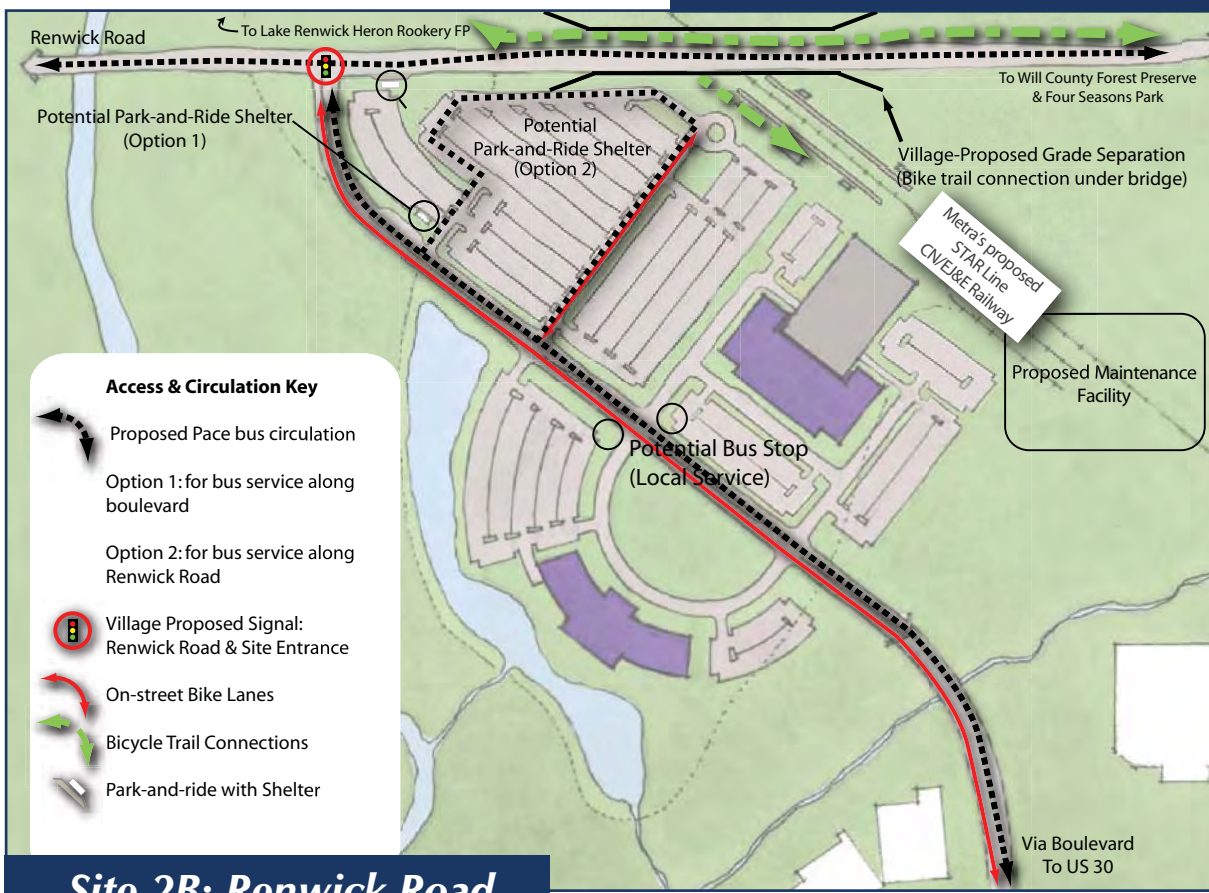 To Lake Renwick Heron Rookery FP
Renwick Road
To Will County Forest Preserve
& Four Seasons Park
Potential Park-and-Ride Shelter
(Option 1)
Potential
Park-and-Ride Shelter
(Option 2)
Village-Proposed Grade Separation
(Bike trail connection under bridge)
Metra's proposed
STAR Line
CN/EJ&E Railway
Proposed Maintenance
Facility
Potential Bus Stop
(Local Service)
Access & Circulation Key
Proposed Pace bus circulation
Option 1: for bus service along
boulevard
Option 2: for bus service along
Renwick Road
Village Proposed Signal:
Renwick Road & Site Entrance
On-street Bike Lanes
Bicycle Trail Connections
Park-and-ride with Shelter
Via Boulevard
To US 30
Site 2B: Renwick Road